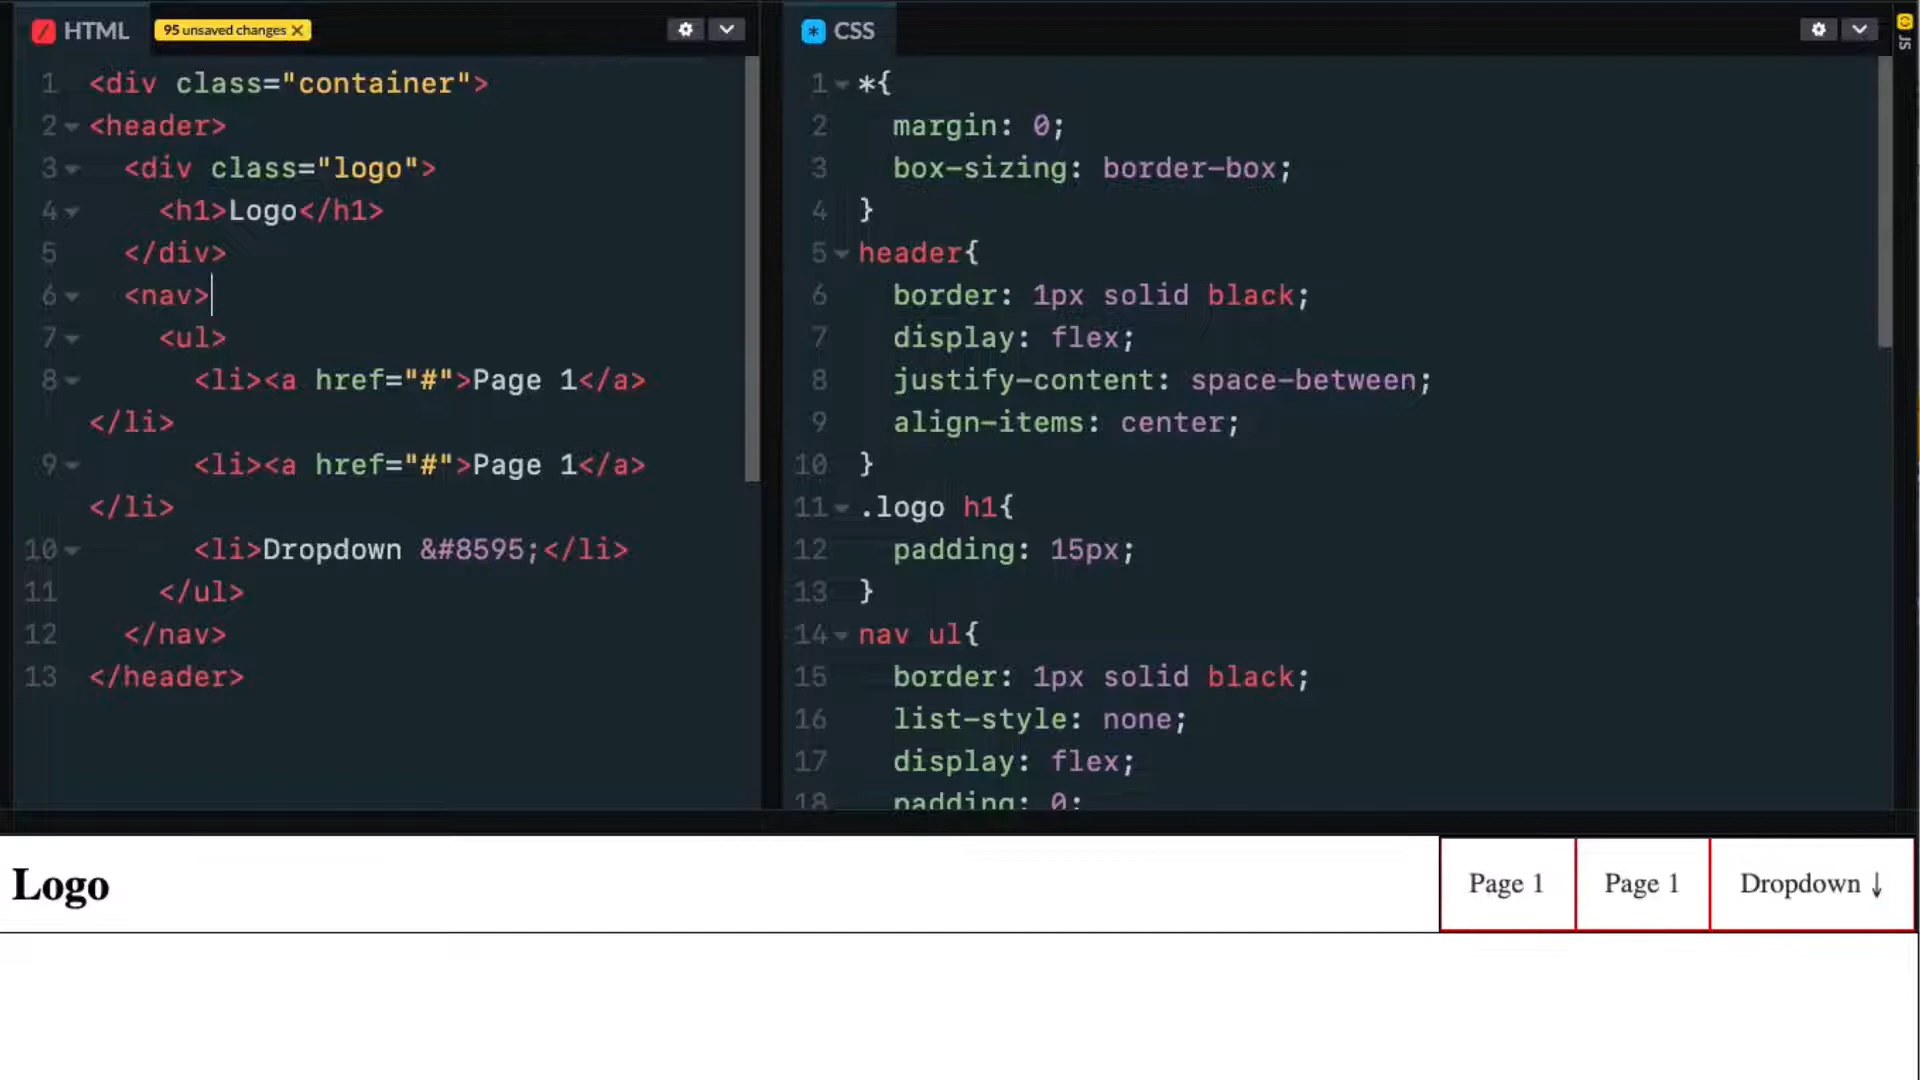 HTML
95 unsaved changes ×
1 <div class="container">
2 <header>
3 <div class="logo">
4 <h1>Logo</h1>
5 </div>
6 <nav>
7 <ul>
8 <li><a href="#">Page 1</a>
</li>
9 <li><a href="#">Page 1</a>
</li>
10 <li>Dropdown &#8595;</li>
11 </ul>
12 </nav>
13 </header>
CSS
1 *{
2 margin: 0;
3 box-sizing: border-box;
4 }
5 header{
6 border: 1px solid black;
7 display: flex;
8 justify-content: space-between;
9 align-items: center;
10 }
11 .logo h1{
12 padding: 15px;
13 }
14 nav ul{
15 border: 1px solid black;
16 list-style: none;
17 display: flex;
18 padding: 0;
JS
Logo
Page 1
Page 1
Dropdown ↓